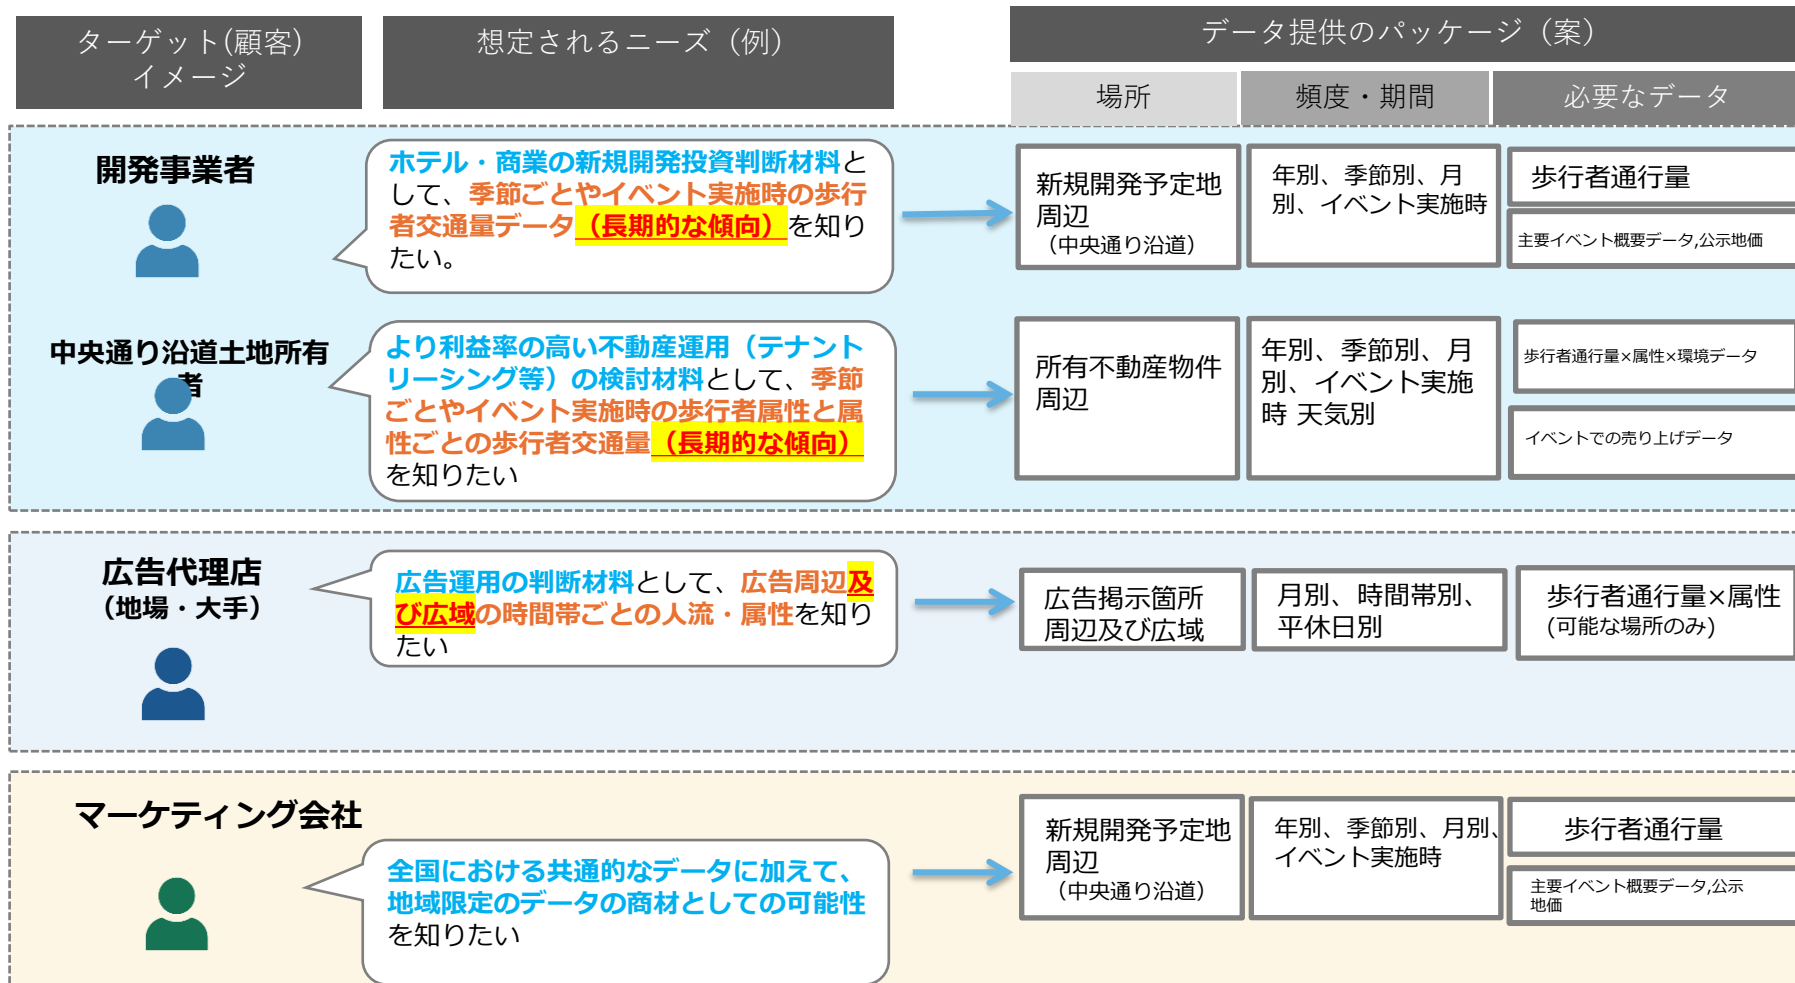 ターゲット(顧客)
イメージ
想定されるニーズ（例）
データ提供のパッケージ（案）
場所
頻度・期間
必要なデータ
開発事業者
ホテル・商業の新規開発投資判断材料と
して、季節ごとやイベント実施時の歩行
者交通量データ（長期的な傾向）を知り
たい。
新規開発予定地
周辺
（中央通り沿道）
年別、季節別、月
別、イベント実施時
歩行者通行量
主要イベント概要データ,公示地価
中央通り沿道土地所有
者
より利益率の高い不動産運用（テナント
リーシング等）の検討材料として、季節
ごとやイベント実施時の歩行者属性と属
性ごとの歩行者交通量（長期的な傾向）
を知りたい
所有不動産物件
周辺
年別、季節別、月
別、イベント実施
時 天気別
歩行者通行量×属性×環境データ
イベントでの売り上げデータ
広告代理店
（地場・大手）
広告運用の判断材料として、広告周辺及
び広域の時間帯ごとの人流・属性を知り
たい
広告掲示箇所
周辺及び広域
月別、時間帯別、
平休日別
歩行者通行量×属性
(可能な場所のみ)
マーケティング会社
全国における共通的なデータに加えて、
地域限定のデータの商材としての可能性
を知りたい
新規開発予定地
周辺
（中央通り沿道）
年別、季節別、月別、
イベント実施時
歩行者通行量
主要イベント概要データ,公示
地価